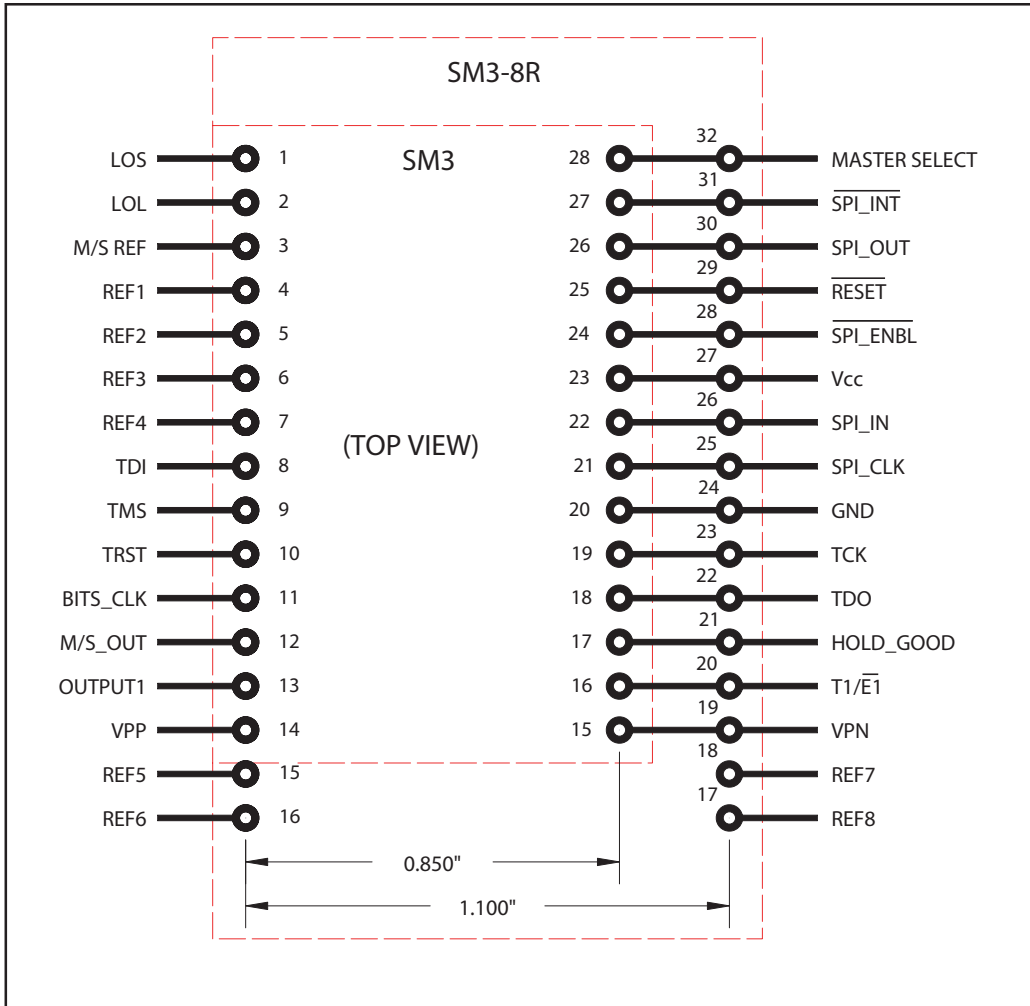 SM3-8R
SM3
(TOP VIEW)
LOS 1 28 32 MASTER SELECT
LOL 2 27 31 SPI_INT
M/S REF 3 26 30 SPI_OUT
REF1 4 25 29 RESET
REF2 5 24 28 SPI_ENBL
REF3 6 23 27 Vcc
REF4 7 22 26 SPI_IN
TDI 8 21 25 SPI_CLK
TMS 9 20 24 GND
TRST 10 19 23 TCK
BITS_CLK 11 18 22 TDO
M/S_OUT 12 17 21 HOLD_GOOD
OUTPUT1 13 16 20 T1/E1
VPP 14 15 19 VPN
REF5 15 18 REF7
REF6 16 17 REF8
0.850"
1.100"